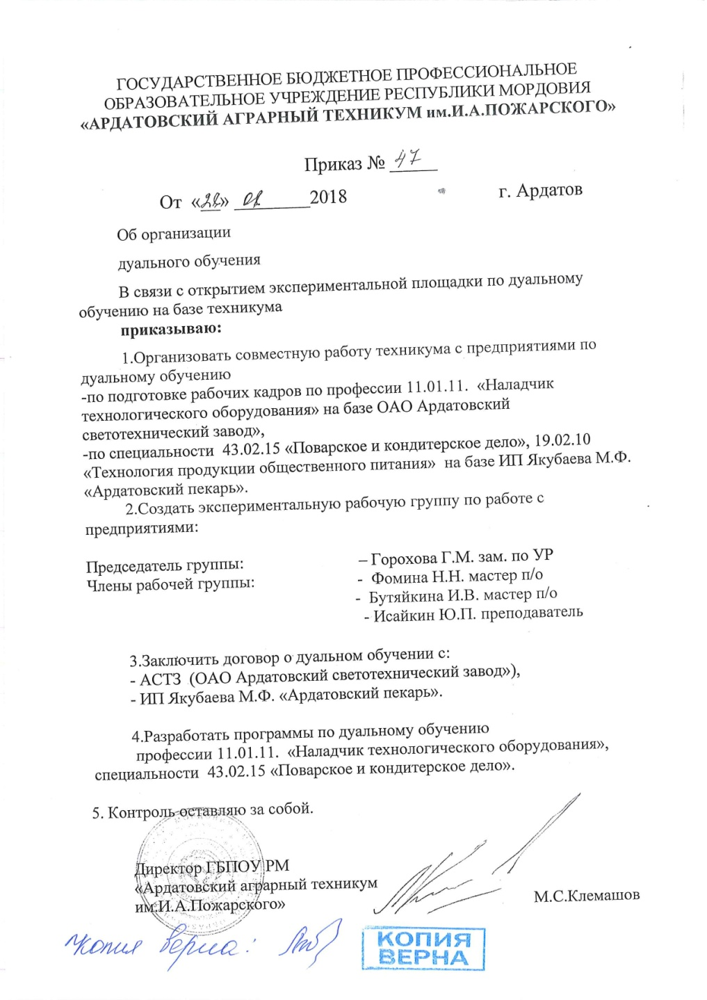 ГОСУДАРСТВЕННОЕ БЮДЖЕТНОЕ ПРОФЕССИОНАЛЬНОЕ
ОБРАЗОВАТЕЛЬНОЕ УЧРЕЖДЕНИЕ РЕСПУБЛИКИ МОРДОВИЯ
«АРДАТОВСКИЙ АГРАРНЫЙ ТЕХНИКУМ им.И.А.ПОЖАРСКОГО»
Приказ № 47
От «28» 08 2018 г. Ардатов
Об организации
дуального обучения
В связи с открытием экспериментальной площадки по дуальному
обучению на базе техникума
приказываю:
1.Организовать совместную работу техникума с предприятиями по
дуальному обучению
-по подготовке рабочих кадров по профессии 11.01.11. «Наладчик
технологического оборудования» на базе ОАО Ардатовский
светотехнический завод»,
-по специальности 43.02.15 «Поварское и кондитерское дело», 19.02.10
«Технология продукции общественного питания» на базе ИП Якубаева М.Ф.
«Ардатовский пекарь».
2.Создать экспериментальную рабочую группу по работе с
предприятиями:
Председатель группы: – Горохова Г.М. зам. по УР
Члены рабочей группы: - Фомина Н.Н. мастер п/о
- Бутяйкина И.В. мастер п/о
- Исайкин Ю.П. преподаватель
3.Заключить договор о дуальном обучении с:
- АСТЗ (ОАО Ардатовский светотехнический завод»),
- ИП Якубаева М.Ф. «Ардатовский пекарь».
4.Разработать программы по дуальному обучению
профессии 11.01.11. «Наладчик технологического оборудования»,
специальности 43.02.15 «Поварское и кондитерское дело».
5. Контроль оставляю за собой.
Директор ГБПОУ РМ
«Ардатовский аграрный техникум
им.И.А.Пожарского» М.С.Клемашов
Копия верна:
КОПИЯ
ВЕРНА